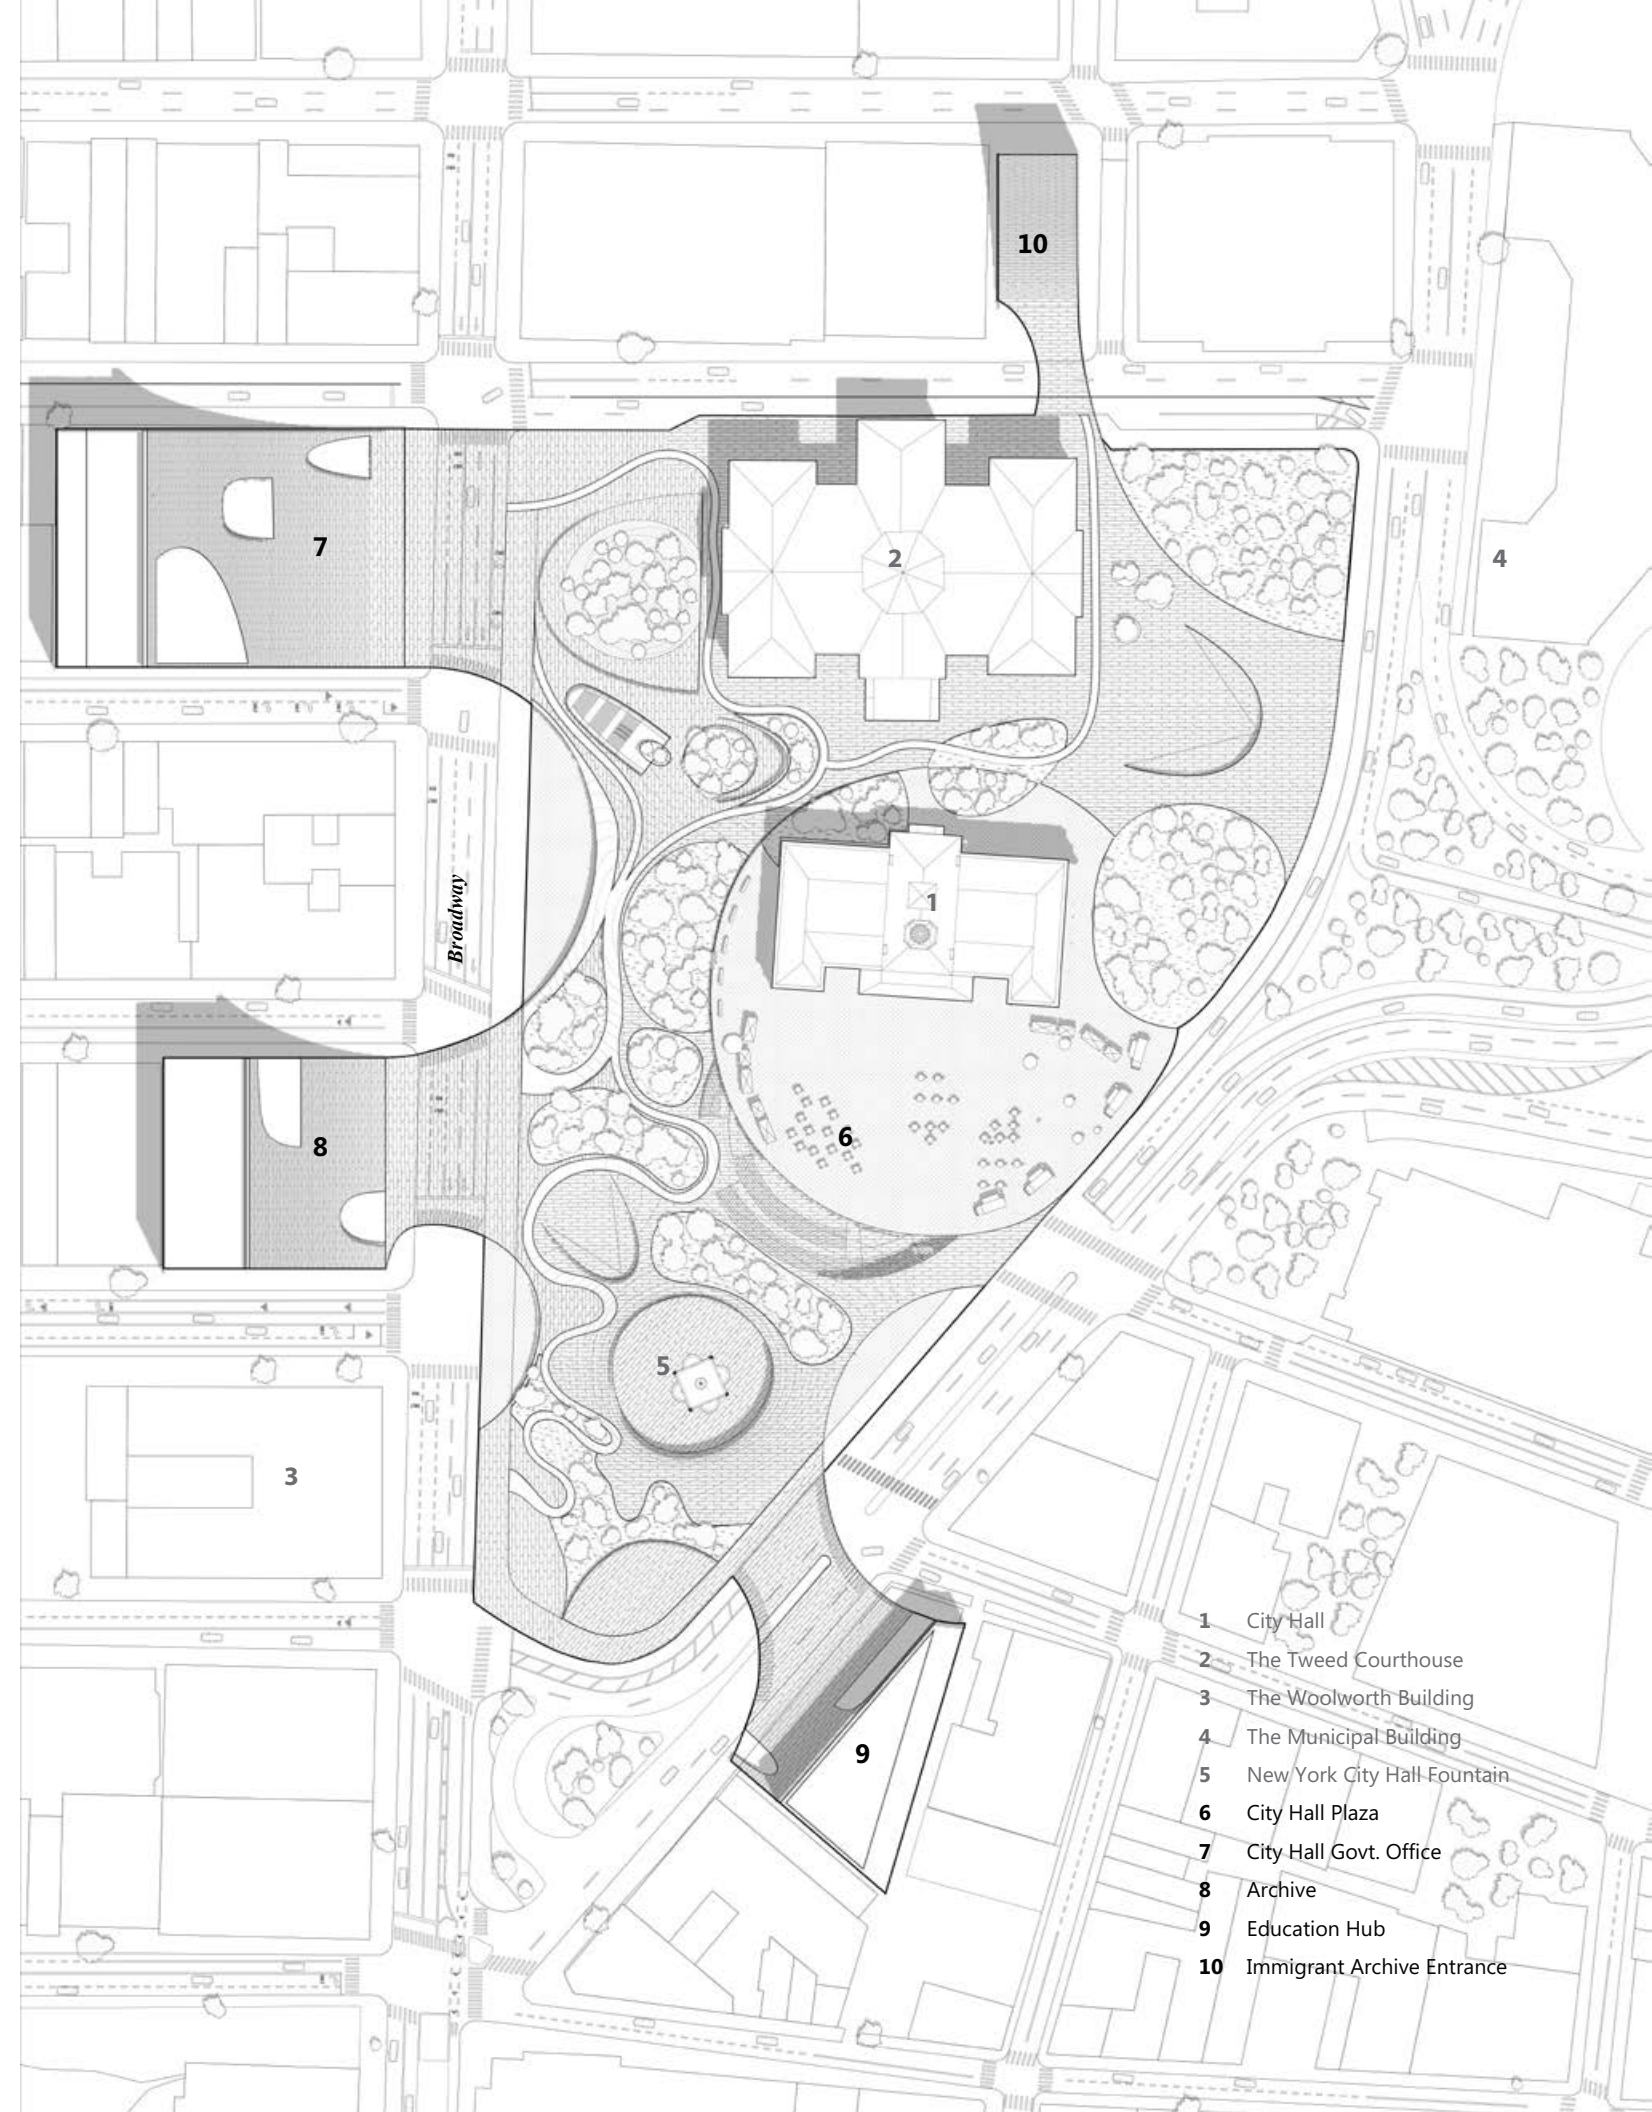 10
7
2
4
1
Broadway
6
8
5
3
9
1 City Hall
2 The Tweed Courthouse
3 The Woolworth Building
4 The Municipal Building
5 New York City Hall Fountain
6 City Hall Plaza
7 City Hall Govt. Office
8 Archive
9 Education Hub
10 Immigrant Archive Entrance